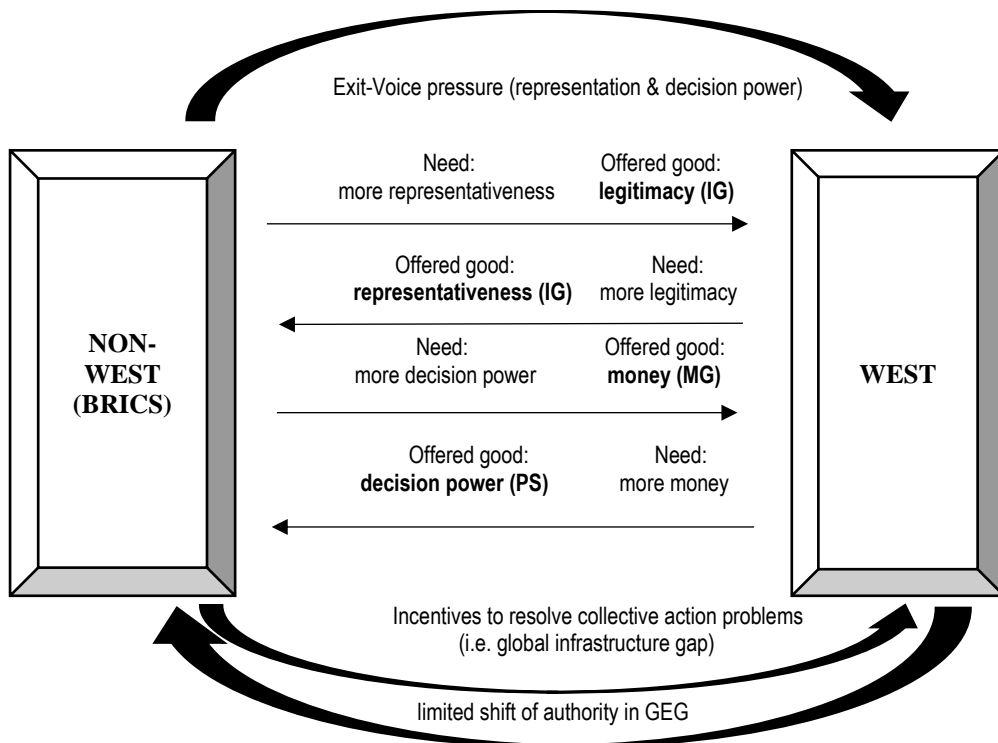 Exit-Voice pressure (representation & decision power)
Need:
more representativeness
Offered good:
legitimacy (IG)
Offered good:
representativeness (IG)
Need:
more legitimacy
NON-
WEST
(BRICS)
Need:
more decision power
Offered good:
money (MG)
WEST
Offered good:
decision power (PS)
Need:
more money
Incentives to resolve collective action problems
(i.e. global infrastructure gap)
limited shift of authority in GEG